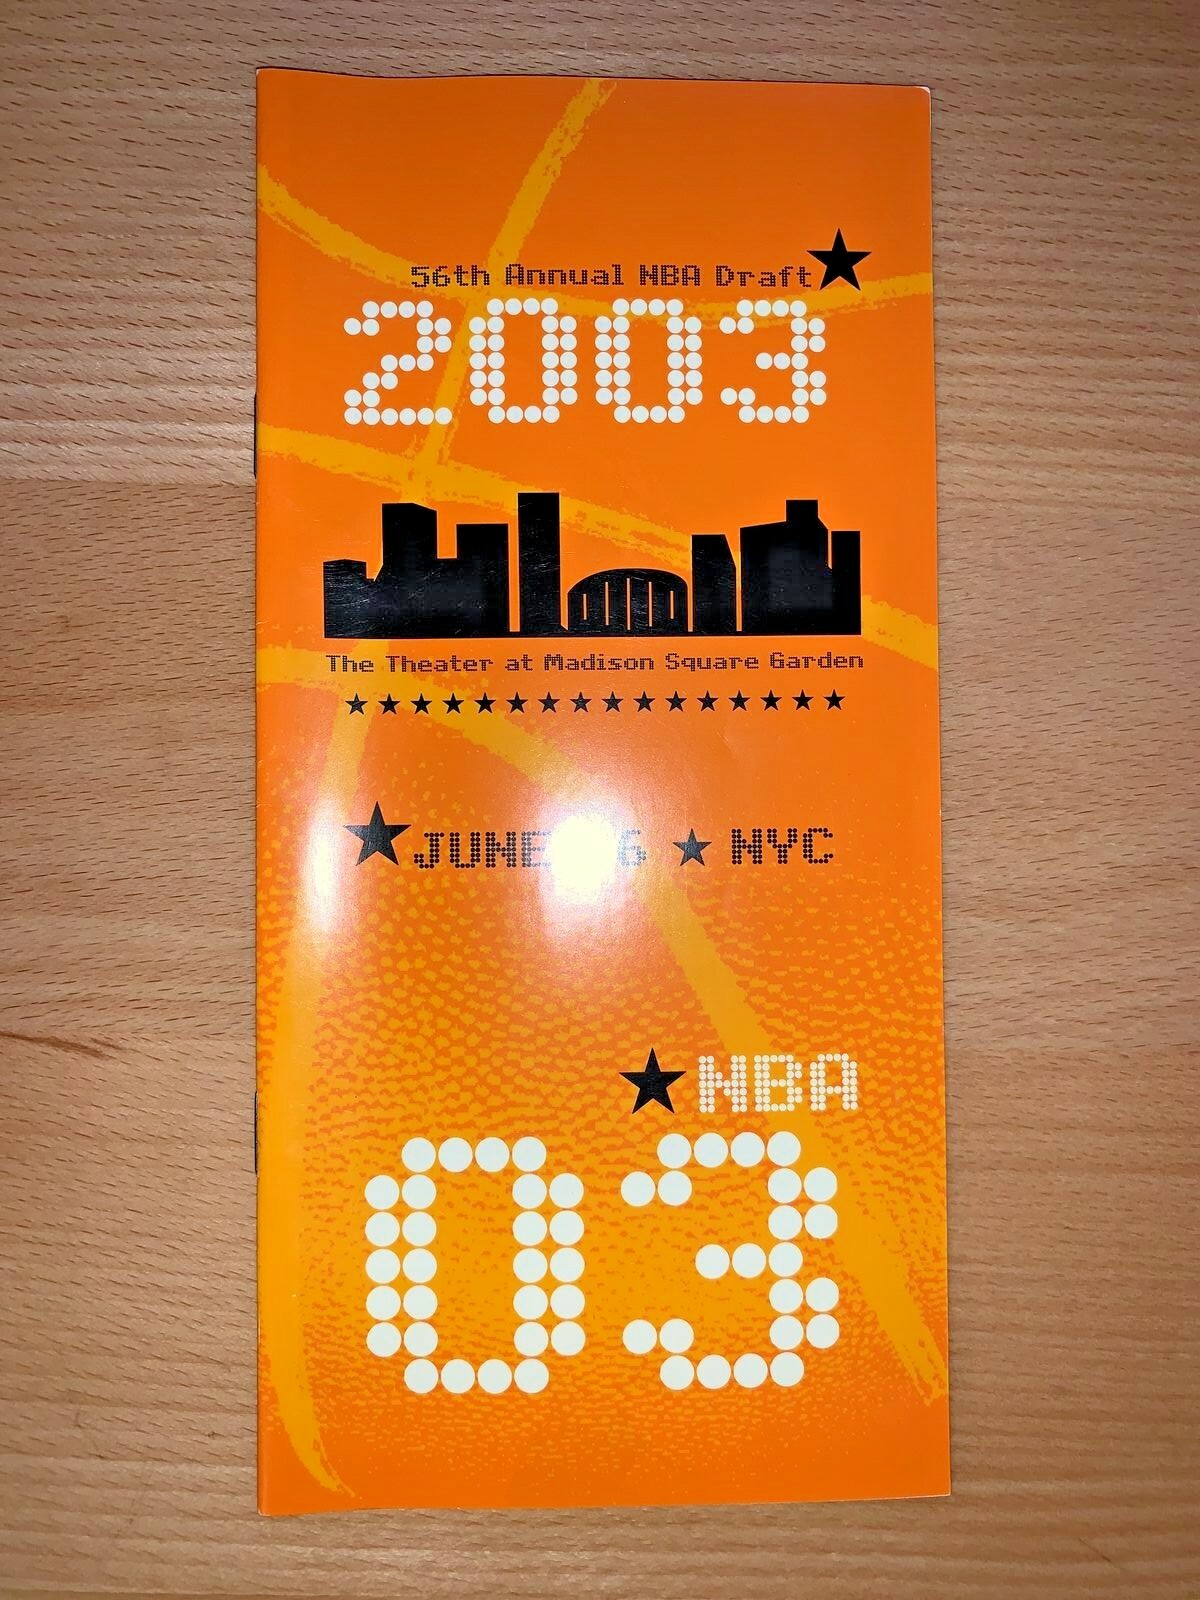 56th Annual NBA Draft
2003
The Theater at Madison Square Garden
JUNE NYC
NBA
03